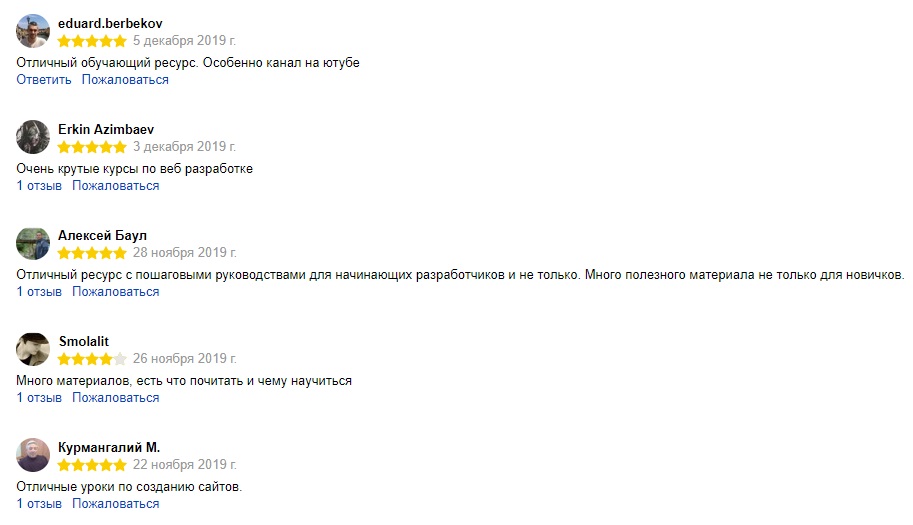 eduard.berbekov
5 декабря 2019 г.
Отличный обучающий ресурс. Особенно канал на ютубе
Ответить Пожаловаться
Erkin Azimbaev
3 декабря 2019 г.
Очень крутые курсы по веб разработке
1 отзыв Пожаловаться
Алексей Баул
28 ноября 2019 г.
Отличный ресурс с пошаговыми руководствами для начинающих разработчиков и не только. Много полезного материала не только для новичков.
1 отзыв Пожаловаться
Smolalit
26 ноября 2019 г.
Много материалов, есть что почитать и чему научиться
1 отзыв Пожаловаться
Курмангалий М.
22 ноября 2019 г.
Отличные уроки по созданию сайтов.
1 отзыв Пожаловаться